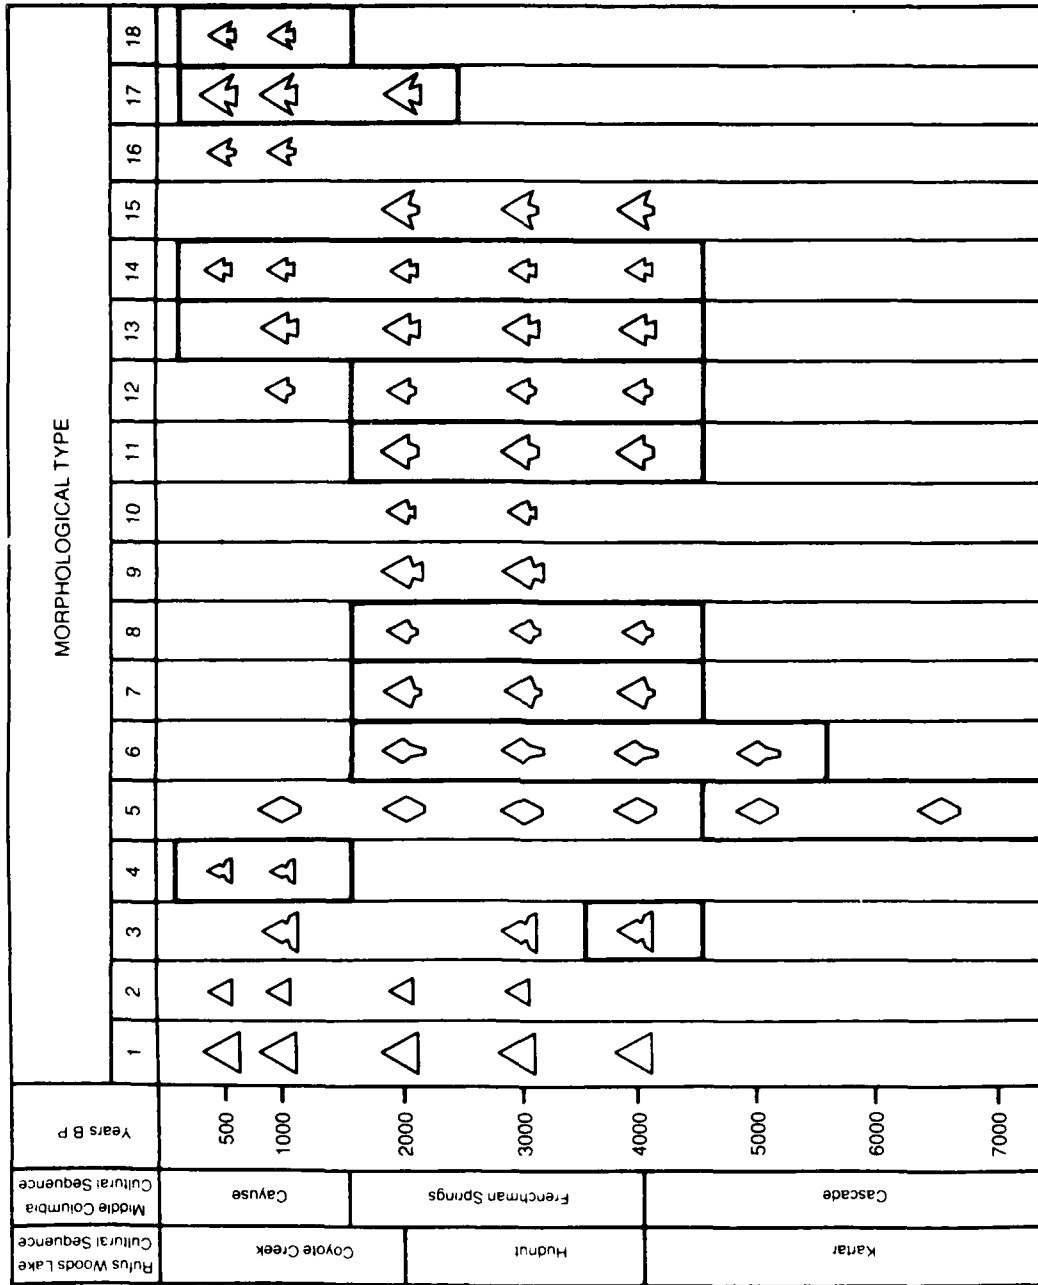 MORPHOLOGICAL TYPE
Rufus Woods Lake
Cultural Sequence
Middle Columbia
Cultural Sequence
Years B P
1 2 3 4 5 6 7 8 9 10 11 12 13 14 15 16 17 18
Coyote Creek
Hudnut
Kartar
Cayuse
Frenchman Springs
Cascade
500
1000
2000
3000
4000
5000
6000
7000